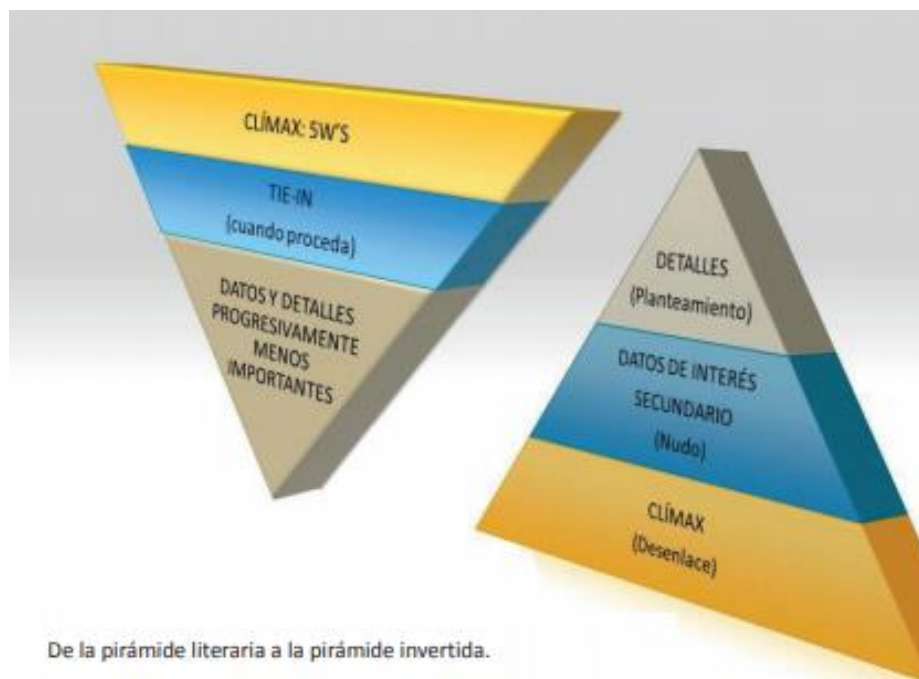 CLÍMAX: 5W'S
TIE-IN
(cuando proceda)
DATOS Y DETALLES
PROGRESIVAMENTE
MENOS
IMPORTANTES
DETALLES
(Planteamiento)
DATOS DE INTERÉS
SECUNDARIO
(Nudo)
CLÍMAX
(Desenlace)
De la pirámide literaria a la pirámide invertida.